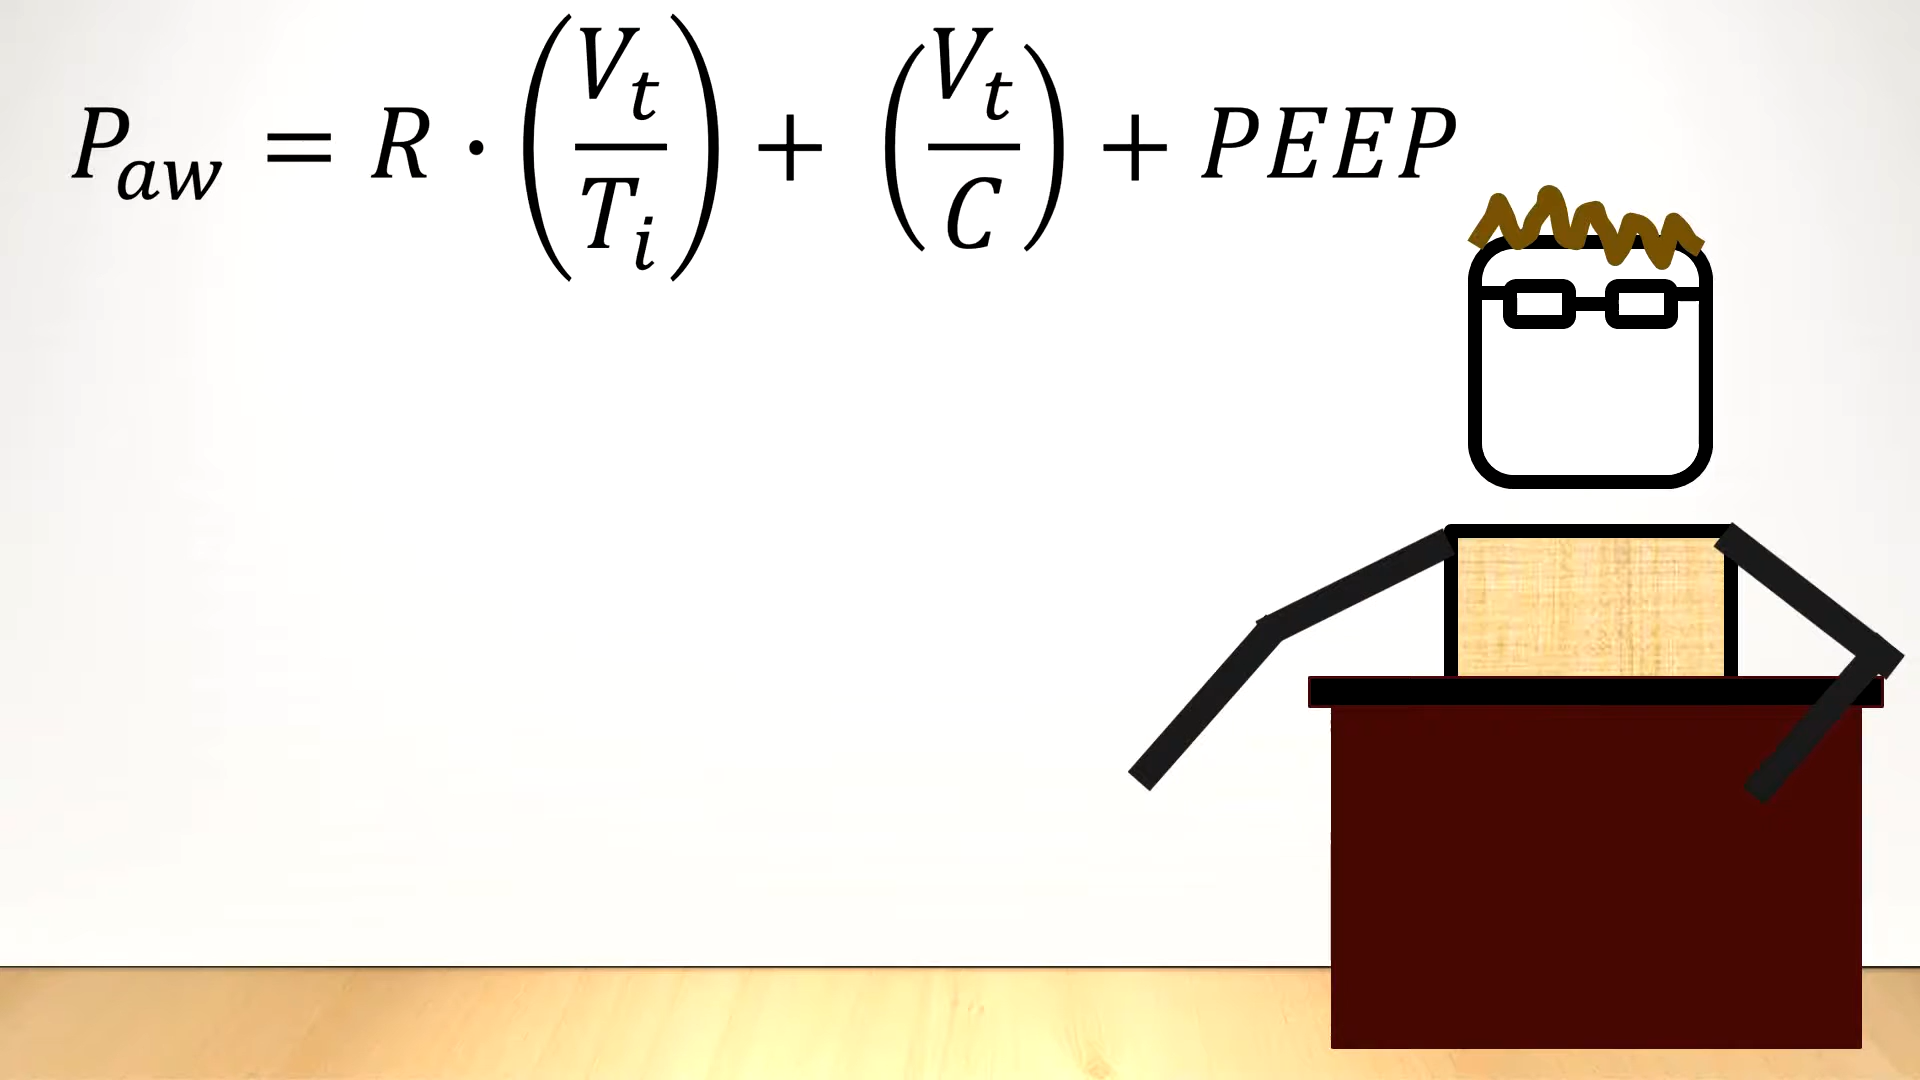 P_aw = R · (V_t / T_i) + (V_t / C) + PEEP